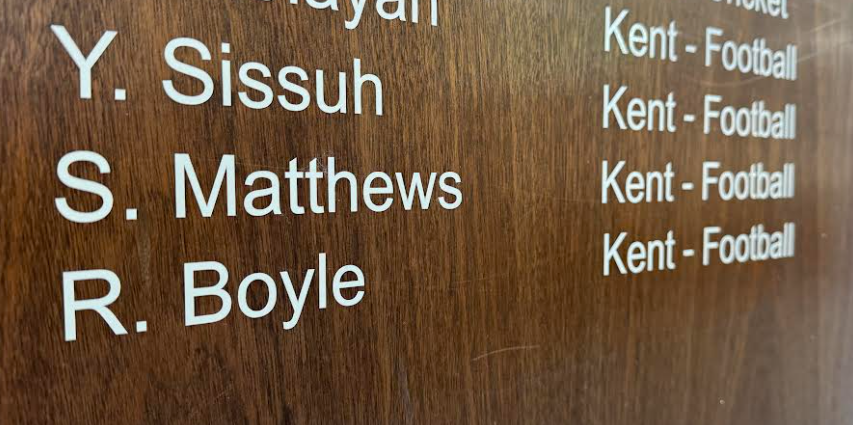 Kent - Football
Y. Sissuh Kent - Football
S. Matthews Kent - Football
R. Boyle Kent - Football